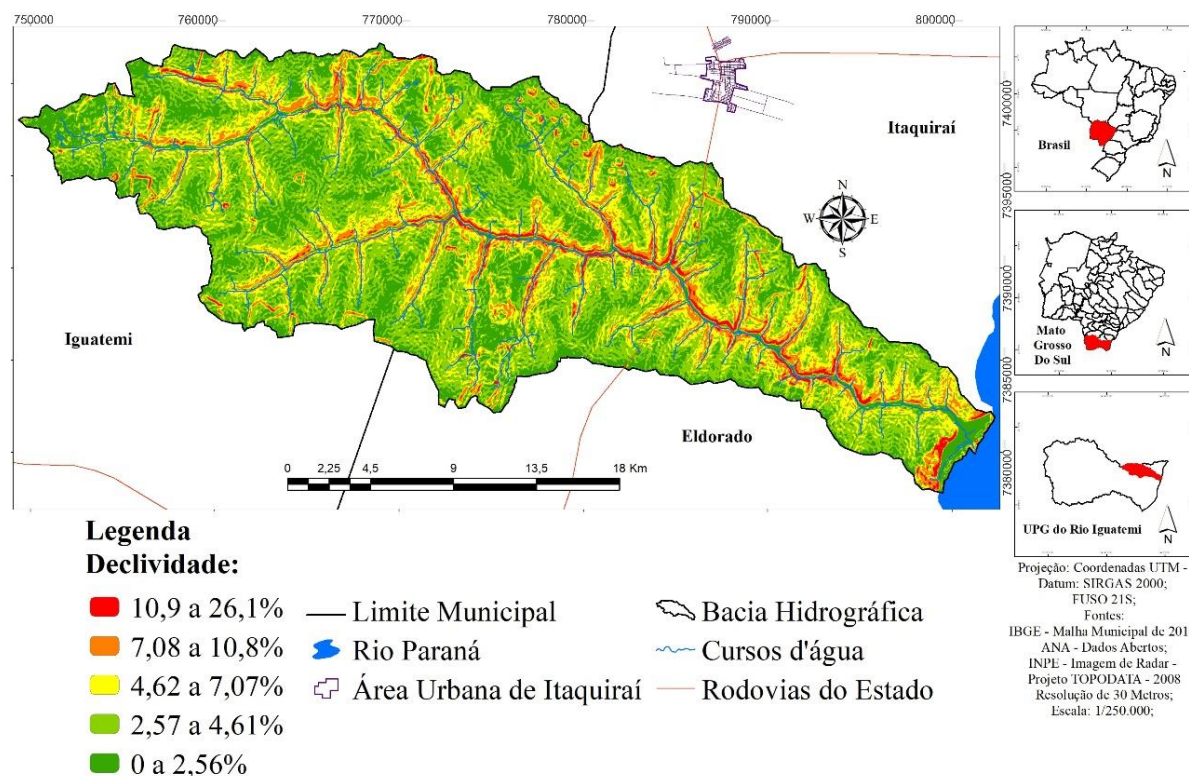 750000 760000 770000 780000 790000 800000
7400000
7395000
7390000
7385000
7380000
Itaquiraí
N
W E
S
Iguatemi
Eldorado
0 2,25 4,5 9 13,5 18 Km
Brasil
N
Mato
Grosso
Do Sul
N
UPG do Rio Iguatemi
N
Projeção: Coordenadas UTM -
Datum: SIRGAS 2000;
FUSO 21S;
Fontes:
IBGE - Malha Municipal de 201
ANA - Dados Abertos;
INPE - Imagem de Radar -
Projeto TOPODATA - 2008
Resolução de 30 Metros;
Escala: 1/250.000;
Legenda
Declividade:
10,9 a 26,1%
7,08 a 10,8%
4,62 a 7,07%
2,57 a 4,61%
0 a 2,56%
Limite Municipal
Rio Paraná
Área Urbana de Itaquiraí
Bacia Hidrográfica
Cursos d'água
Rodovias do Estado